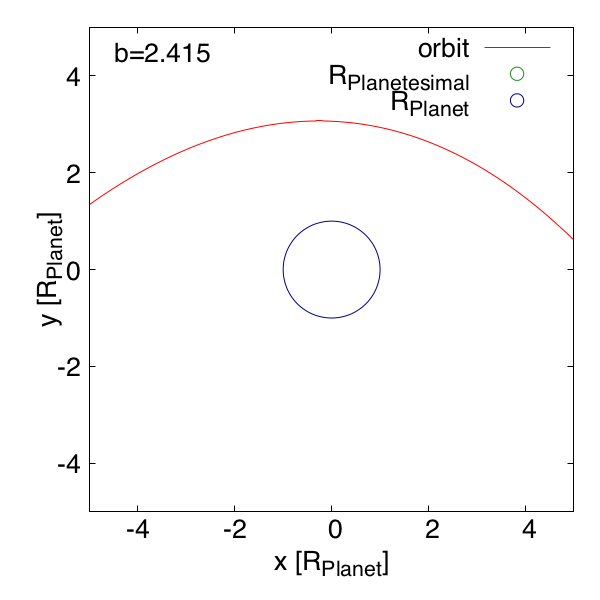 b=2.415
orbit
RPlanetesimal
RPlanet
4
2
0
-2
-4
y [RPlanet]
-4
-2
0
2
4
x [RPlanet]